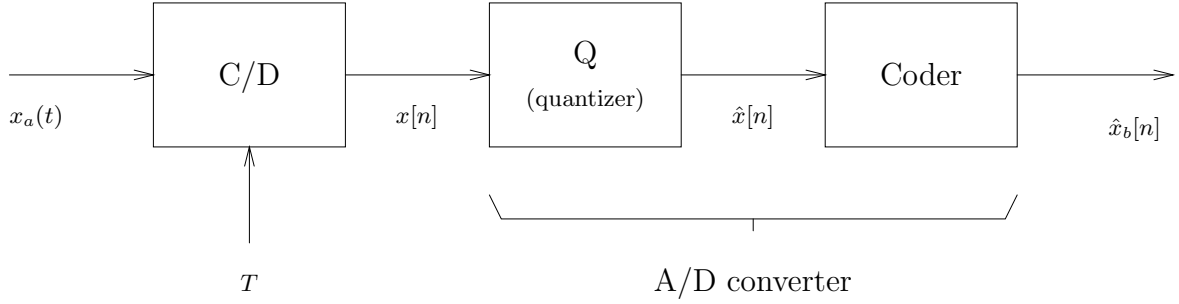 C/D
Q
(quantizer)
Coder
x_a(t)
x[n]
x̂[n]
x̂_b[n]
T
A/D converter